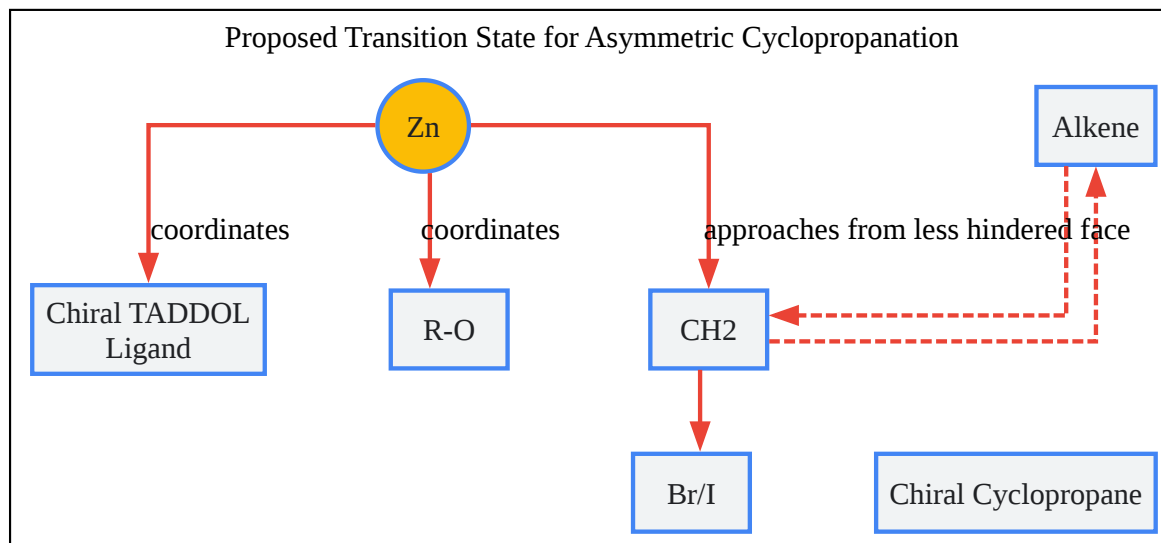 Proposed Transition State for Asymmetric Cyclopropanation
Zn
Alkene
coordinates
coordinates
approaches from less hindered face
Chiral TADDOL
Ligand
R-O
CH2
Br/I
Chiral Cyclopropane